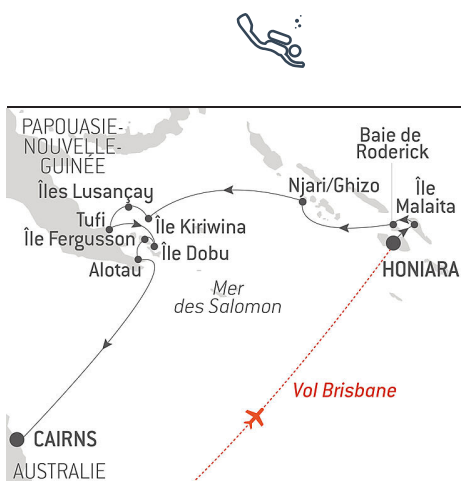 PAPOUASIE-
NOUVELLE-
GUINÉE
Baie de
Roderick
Île
Malaita
Njari/Ghizo
Îles Lusançay
Tufi
Île Kiriwina
Île Fergusson
Île Dobu
Alotau
HONIARA
Mer
des Salomon
Vol Brisbane
CAIRNS
AUSTRALIE